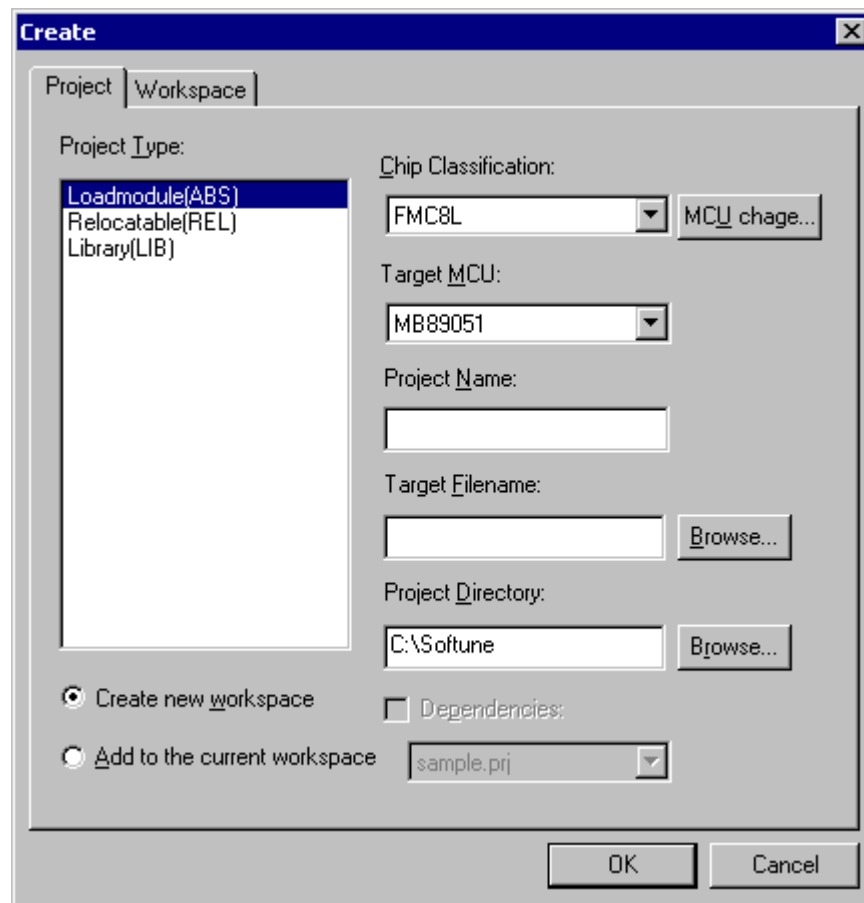 Create
Project
Workspace
Project Type:
Loadmodule(ABS)
Relocatable(REL)
Library(LIB)
Chip Classification:
FMC8L
MCU chage...
Target MCU:
MB89051
Project Name:
Target Filename:
Browse...
Project Directory:
C:\Softune
Browse...
Create new workspace
Add to the current workspace
Dependencies:
sample.prj
OK
Cancel